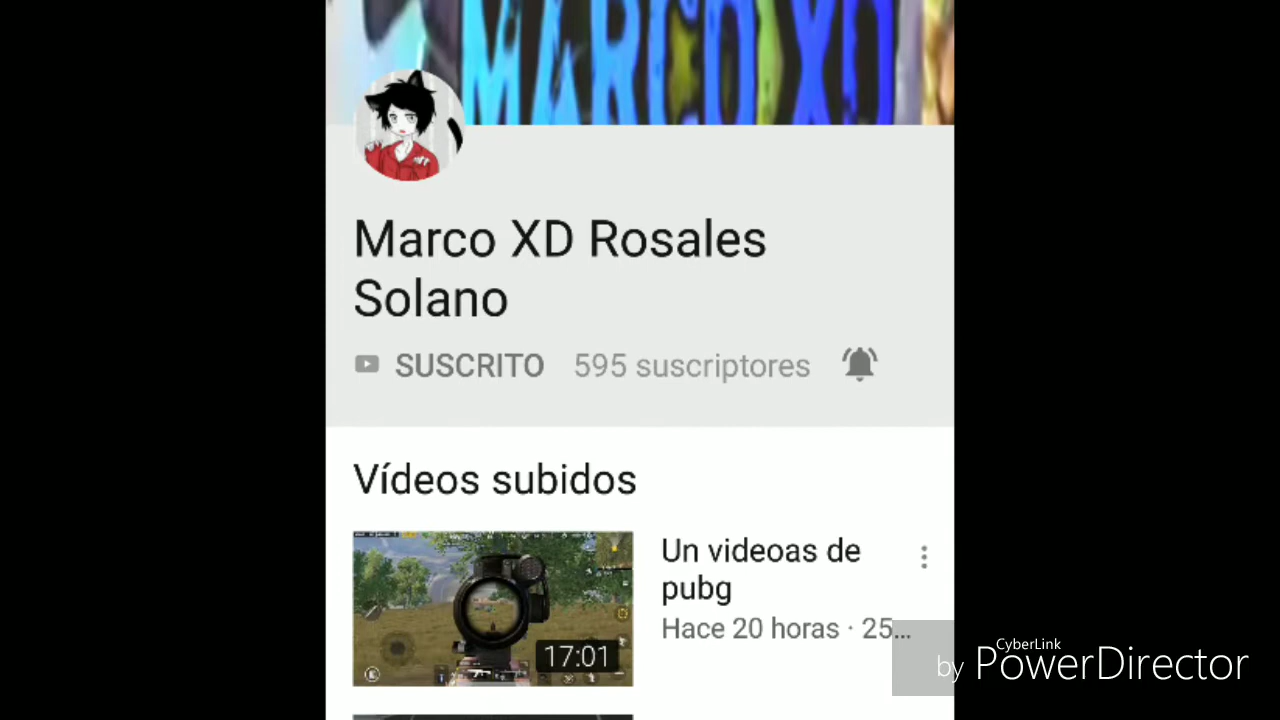 MARCO XD
Marco XD Rosales
Solano
SUSCRITO 595 suscriptores
Vídeos subidos
Un videoas de
pubg
Hace 20 horas · 25...
17:01
CyberLink
by PowerDirector